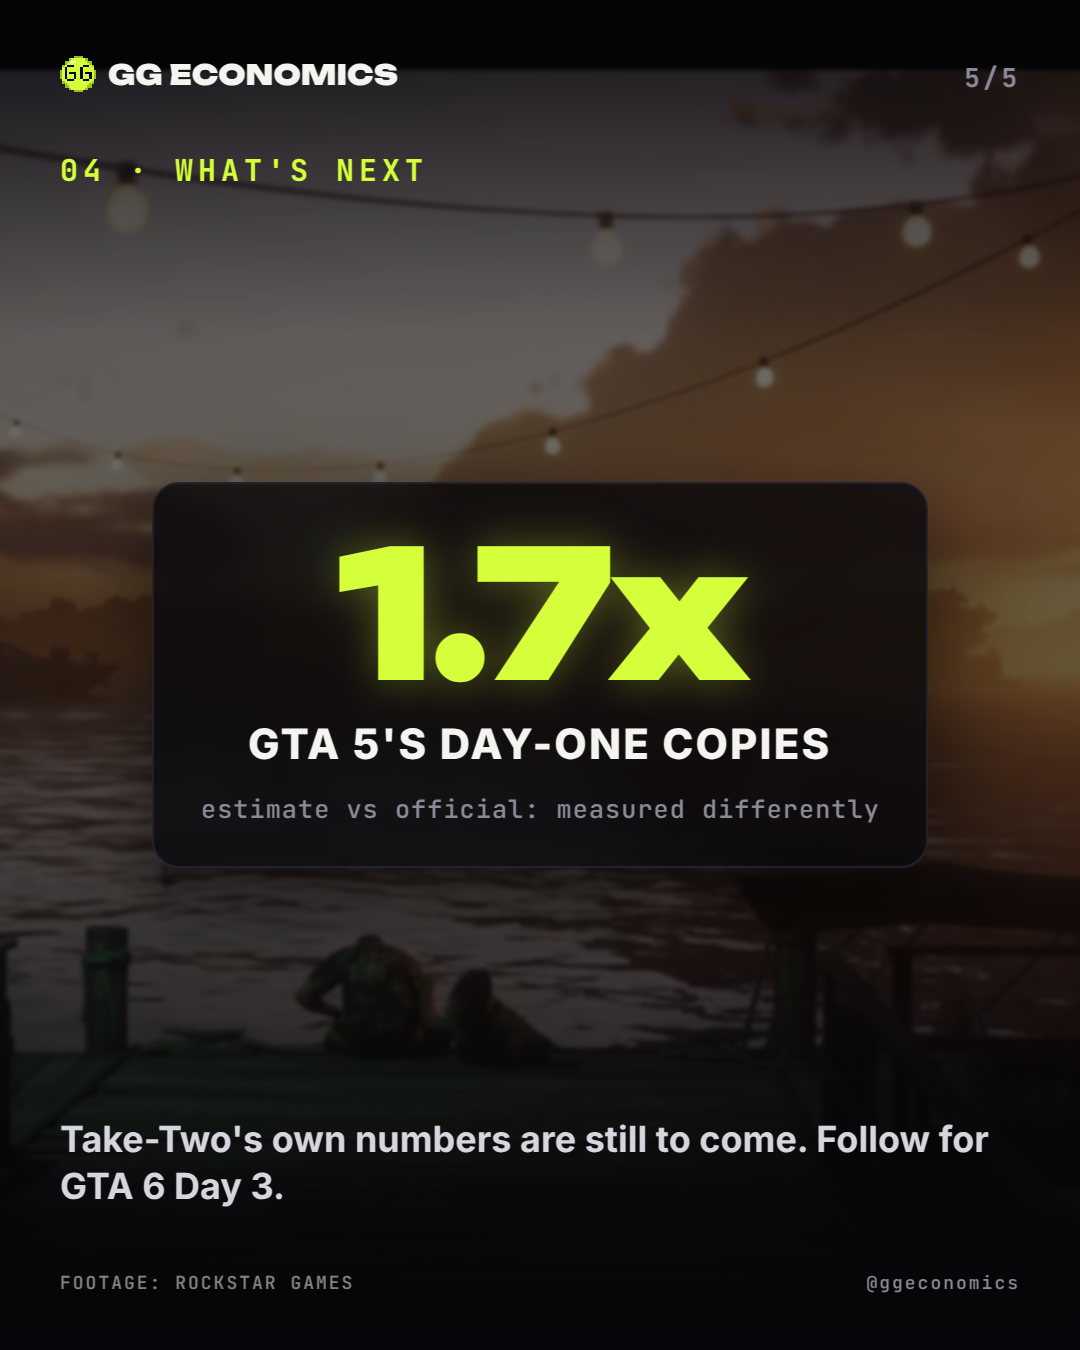 GG ECONOMICS
5/5
04 · WHAT'S NEXT
1.7x
GTA 5'S DAY-ONE COPIES
estimate vs official: measured differently
Take-Two's own numbers are still to come. Follow for
GTA 6 Day 3.
FOOTAGE: ROCKSTAR GAMES
@ggeconomics